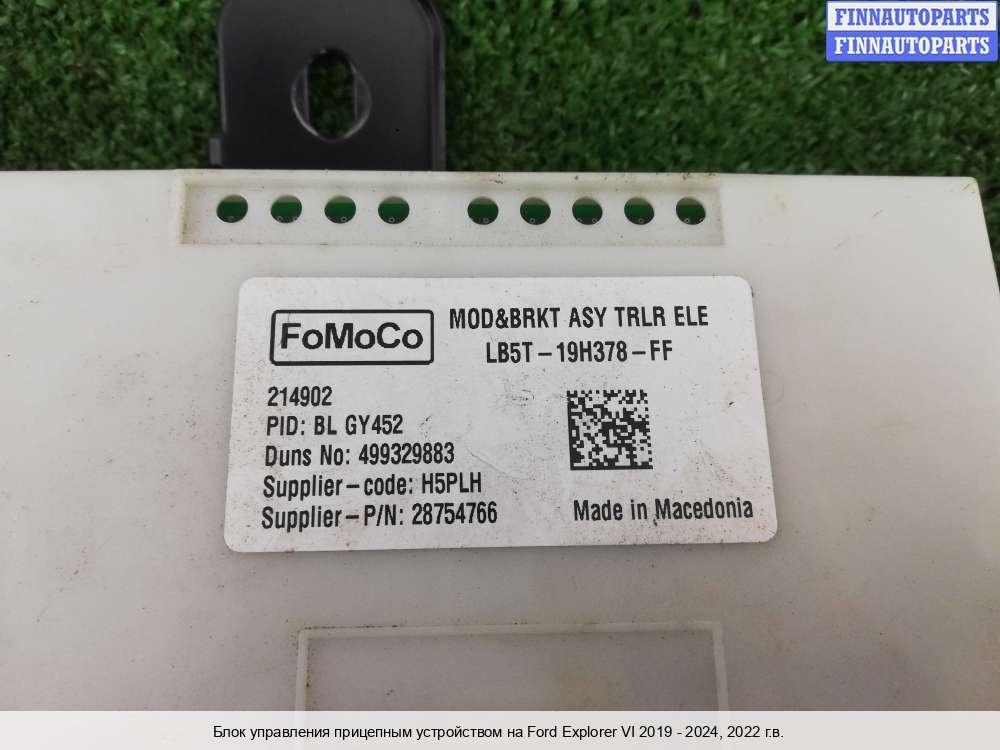 FINNAUTOPARTS
FINNAUTOPARTS
FoMoCo
MOD&BRKT ASY TRLR ELE
LB5T-19H378-FF
214902
PID: BL GY452
Duns No: 499329883
Supplier-code: H5PLH
Supplier-P/N: 28754766
Made in Macedonia
Блок управления прицепным устройством на Ford Explorer VI 2019 - 2024, 2022 г.в.